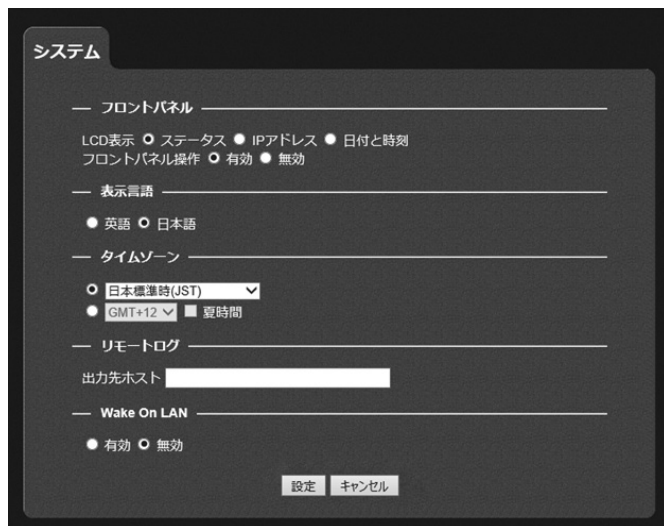 システム
フロントパネル
LCD表示 ステータス IPアドレス 日付と時刻
フロントパネル操作 有効 無効
表示言語
英語 日本語
タイムゾーン
日本標準時(JST)
GMT+12 夏時間
リモートログ
出力先ホスト
Wake On LAN
有効 無効
設定 キャンセル